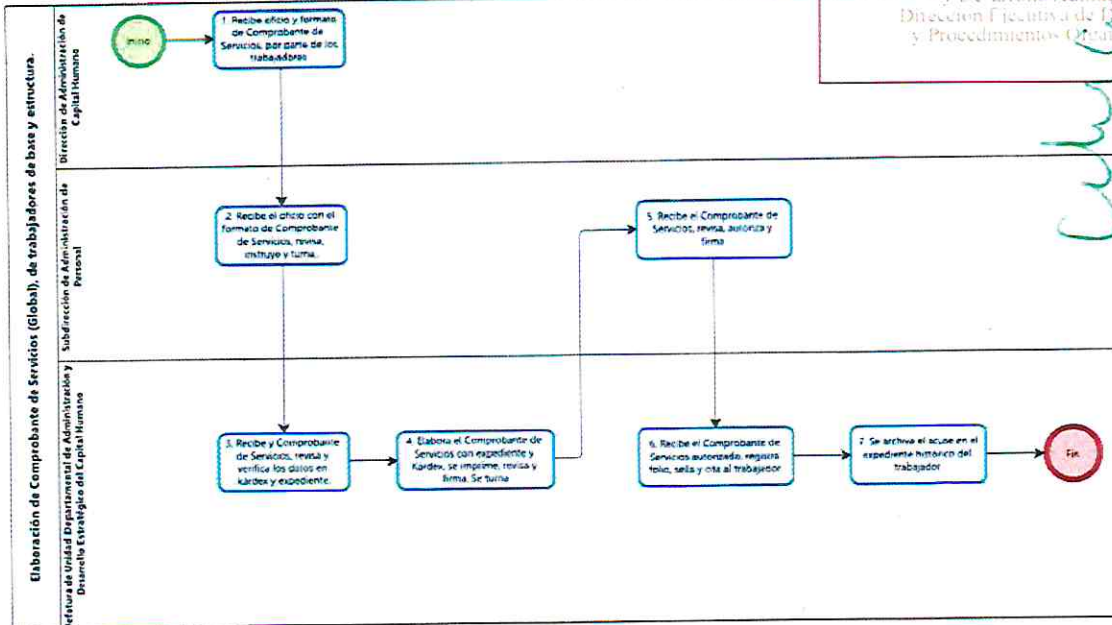 Elaboración de Comprobante de Servicios (Global), de trabajadores de base y estructura.
Dirección de Administración de
Capital Humano
Inicio
1. Recibe oficio y formato
de Comprobante de
Servicios, por parte de los
trabajadores
Dirección Ejecutiva de
y Procedimientos
Subdirección de Administración de
Personal
2. Recibe el oficio con el
formato de Comprobante
de Servicios, revisa,
instruye y turna.
5. Recibe el Comprobante de
Servicios, revisa, autoriza y
firma
Jefatura de Unidad Departamental de Administración y
Desarrollo Estratégico del Capital Humano
3. Recibe y Comprobante
de Servicios, revisa y
verifica los datos en
kárdex y expediente.
4. Elabora el Comprobante de
Servicios con expediente y
Kárdex, se imprime, revisa y
firma. Se turna
6. Recibe el Comprobante de
Servicios autorizado, registra
folio, sella y cita al trabajador
7. Se archiva el acuse en el
expediente histórico del
trabajador
Fin